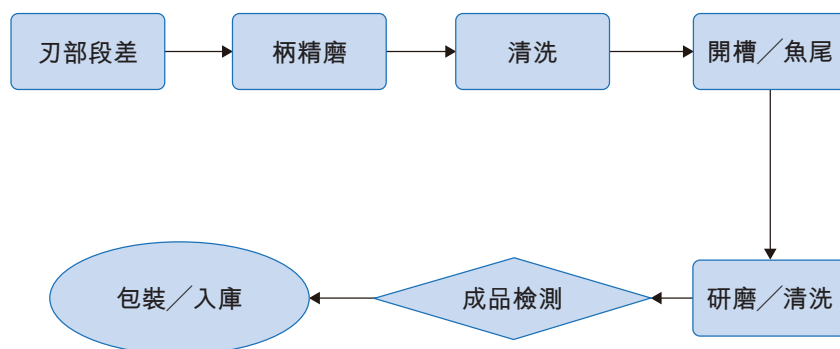 刃部段差
柄精磨
清洗
開槽／魚尾
研磨／清洗
成品檢測
包裝／入庫